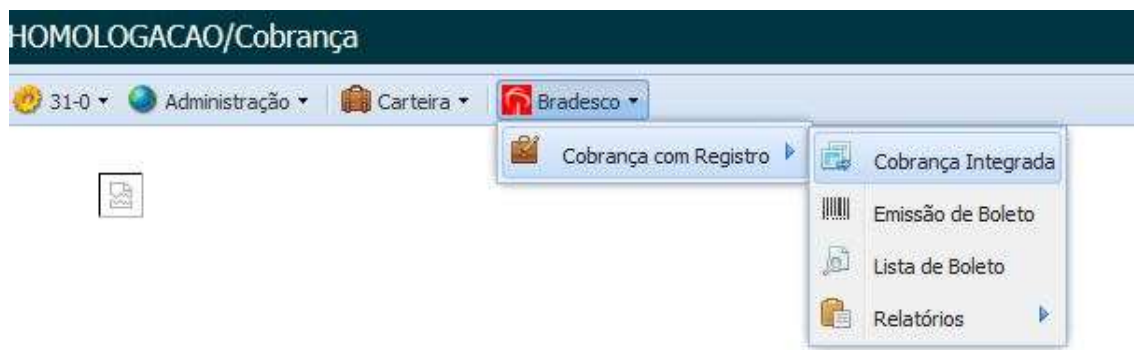 HOMOLOGACAO/Cobrança
31-0 Administração Carteira Bradesco
Cobrança com Registro
Cobrança Integrada
Emissão de Boleto
Lista de Boleto
Relatórios